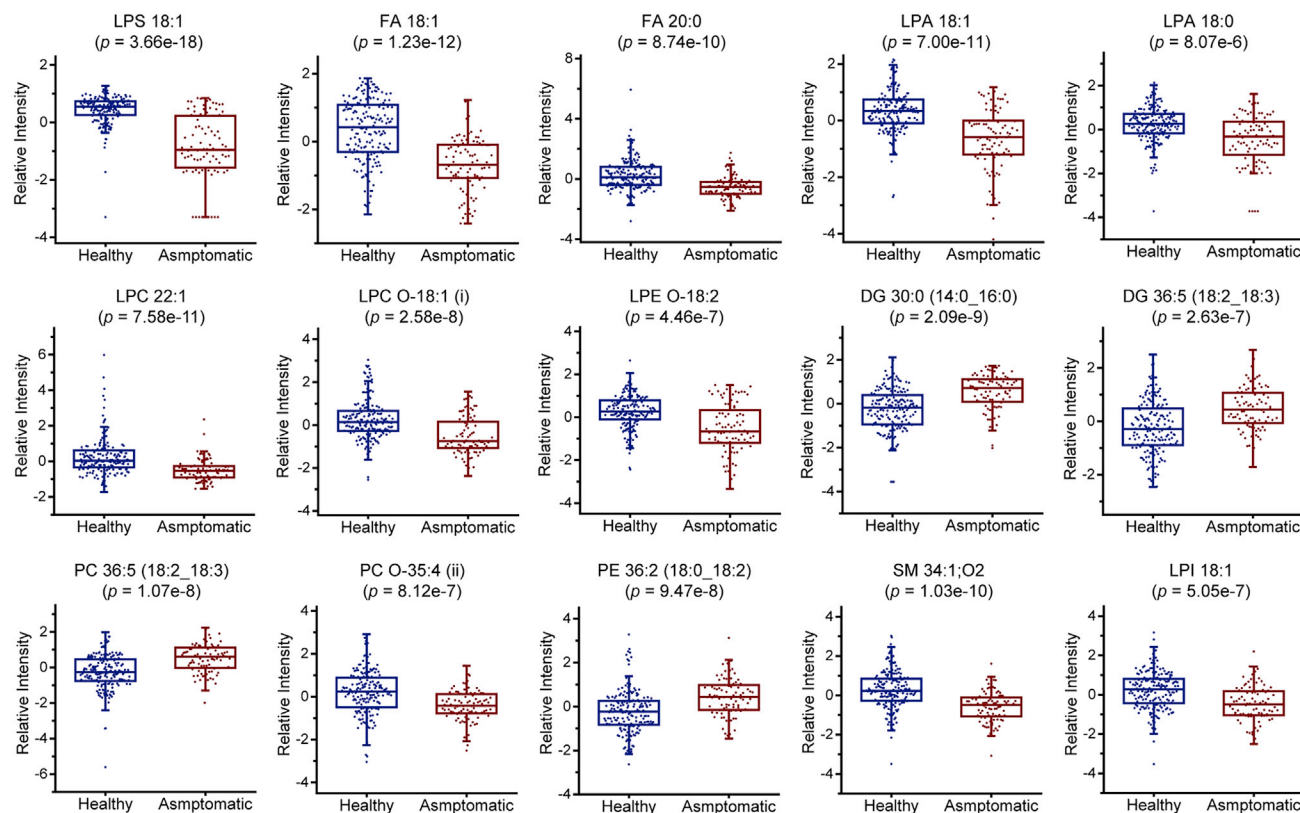 LPS 18:1 FA 18:1 FA 20:0 LPA 18:1 LPA 18:0
(p = 3.66e-18) (p = 1.23e-12) (p = 8.74e-10) (p = 7.00e-11) (p = 8.07e-6)
Relative Intensity Relative Intensity Relative Intensity Relative Intensity Relative Intensity
2 0 -2 -4
2 0 -2
8 4 0 -4
2 0 -2 -4
4 2 0 -2 -4
Healthy Asmptomatic Healthy Asmptomatic Healthy Asmptomatic Healthy Asmptomatic Healthy Asmptomatic
LPC 22:1 LPC O-18:1 (i) LPE O-18:2 DG 30:0 (14:0_16:0) DG 36:5 (18:2_18:3)
(p = 7.58e-11) (p = 2.58e-8) (p = 4.46e-7) (p = 2.09e-9) (p = 2.63e-7)
Relative Intensity Relative Intensity Relative Intensity Relative Intensity Relative Intensity
6 4 2 0 -2
4 2 0 -2 -4
4 2 0 -2 -4
4 2 0 -2 -4
2 0 -2
Healthy Asmptomatic Healthy Asmptomatic Healthy Asmptomatic Healthy Asmptomatic Healthy Asmptomatic
PC 36:5 (18:2_18:3) PC O-35:4 (ii) PE 36:2 (18:0_18:2) SM 34:1;O2 LPI 18:1
(p = 1.07e-8) (p = 8.12e-7) (p = 9.47e-8) (p = 1.03e-10) (p = 5.05e-7)
Relative Intensity Relative Intensity Relative Intensity Relative Intensity Relative Intensity
4 2 0 -2 -4 -6
4 2 0 -2 -4
4 2 0 -2 -4
4 2 0 -2 -4
4 2 0 -2 -4
Healthy Asmptomatic Healthy Asmptomatic Healthy Asmptomatic Healthy Asmptomatic Healthy Asmptomatic